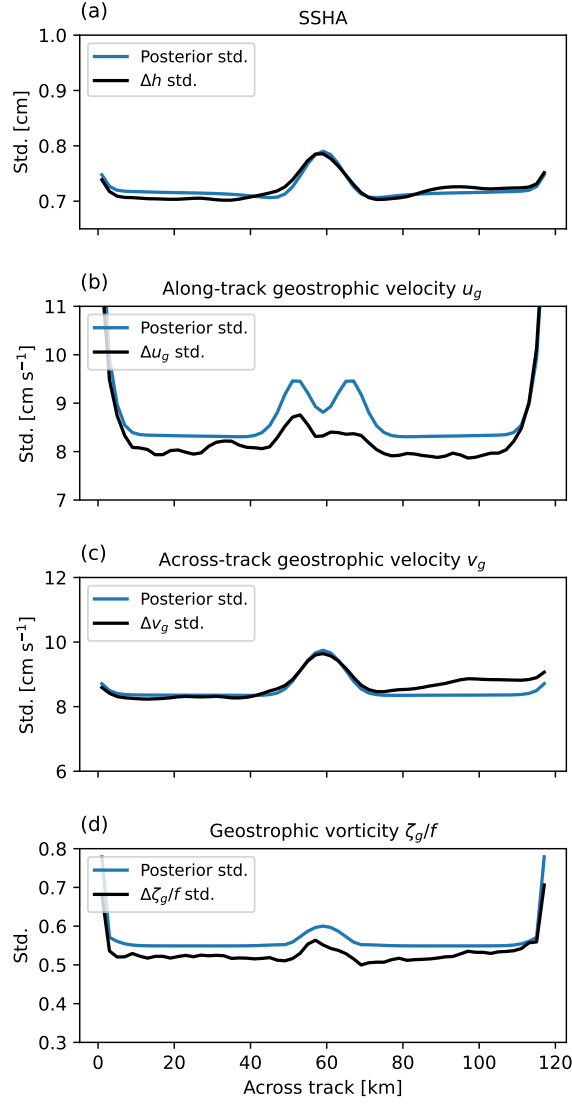 (a)
SSHA
1.0
0.9
0.8
0.7
Std. [cm]
Posterior std.
Δh std.
(b)
Along-track geostrophic velocity u_g
11
10
9
8
7
Std. [cm s⁻¹]
Posterior std.
Δu_g std.
(c)
Across-track geostrophic velocity v_g
12
10
8
6
Std. [cm s⁻¹]
Posterior std.
Δv_g std.
(d)
Geostrophic vorticity ζ_g/f
0.8
0.7
0.6
0.5
0.4
0.3
Std.
Posterior std.
Δζ_g/f std.
0 20 40 60 80 100 120
Across track [km]